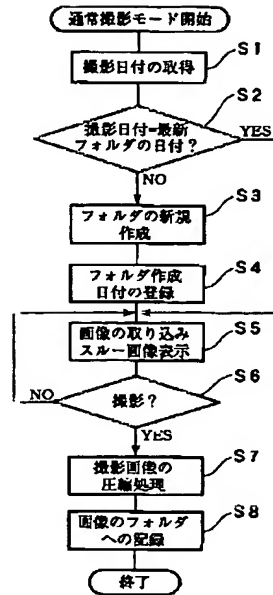 通常撮影モード開始
S1
撮影日付の取得
S2
撮影日付=最新
フォルダの日付?
YES
NO
S3
フォルダの新規
作成
S4
フォルダ作成
日付の登録
S5
画像の取り込み
スルー画像表示
S6
撮影?
NO
YES
S7
撮影画像の
圧縮処理
S8
画像のフォルダ
への記録
終了